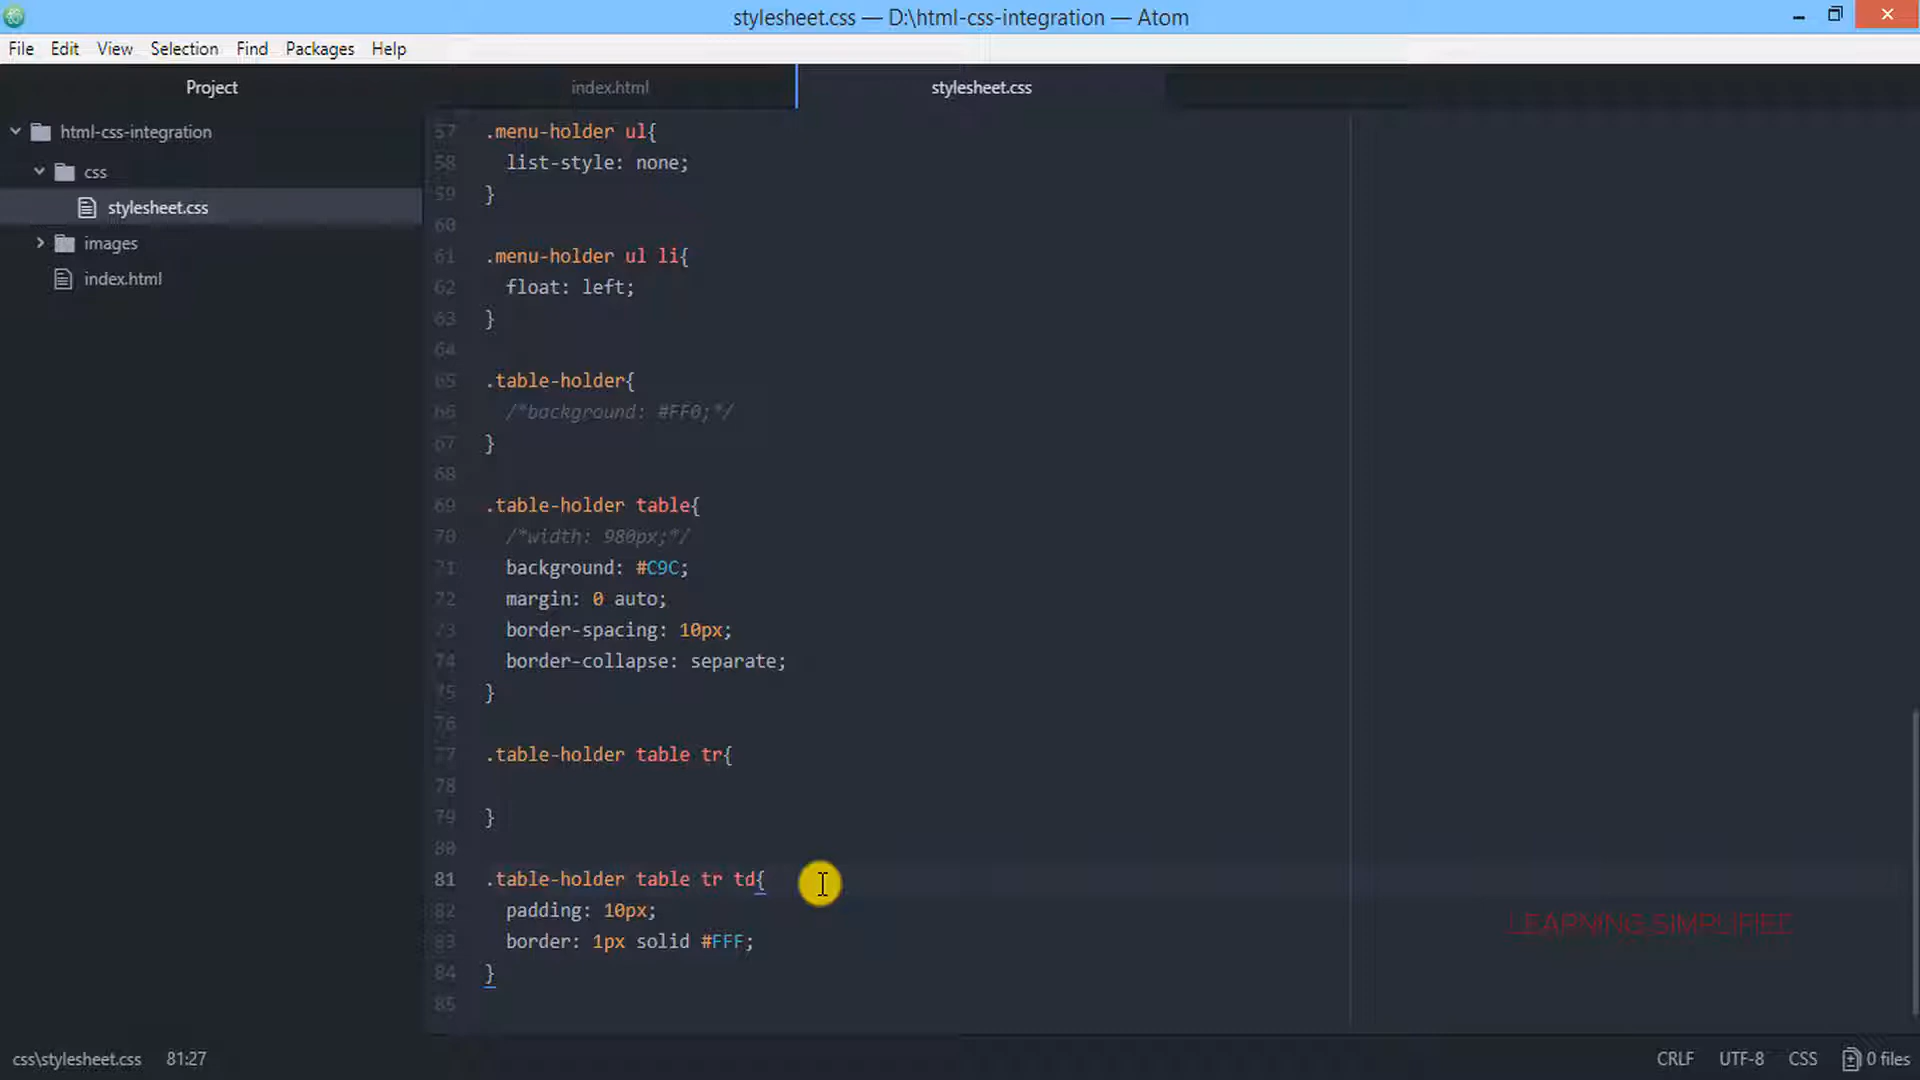 stylesheet.css — D:\html-css-integration — Atom
File Edit View Selection Find Packages Help
Project
index.html
stylesheet.css
html-css-integration
css
stylesheet.css
images
index.html
57 .menu-holder ul{
58 list-style: none;
59 }
60
61 .menu-holder ul li{
62 float: left;
63 }
64
65 .table-holder{
66 /*background: #FF0;*/
67 }
68
69 .table-holder table{
70 /*width: 980px;*/
71 background: #C9C;
72 margin: 0 auto;
73 border-spacing: 10px;
74 border-collapse: separate;
75 }
76
77 .table-holder table tr{
78
79 }
80
81 .table-holder table tr td{
82 padding: 10px;
83 border: 1px solid #FFF;
84 }
85
LEARNING SIMPLIFIED
css\stylesheet.css 81:27
CRLF UTF-8 CSS 0 files